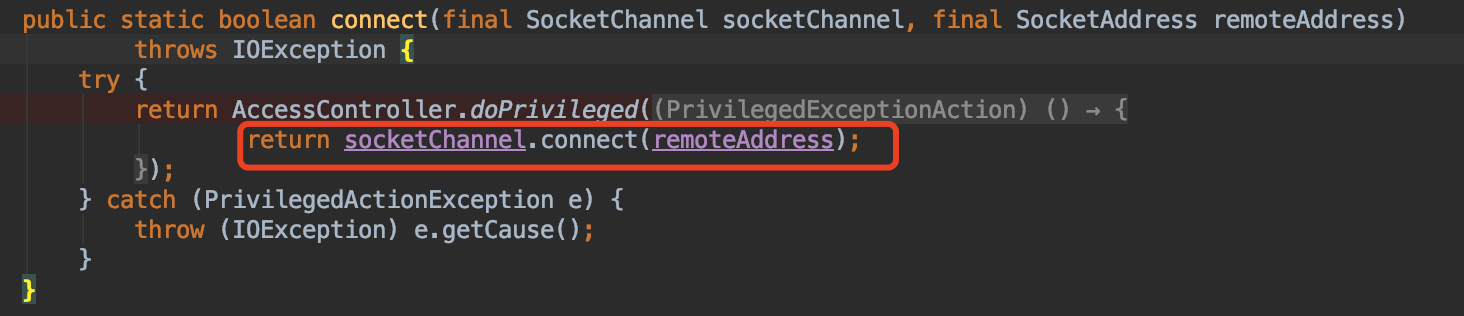 public static boolean connect(final SocketChannel socketChannel, final SocketAddress remoteAddress)
throws IOException {
try {
return AccessController.doPrivileged((PrivilegedExceptionAction) () → {
return socketChannel.connect(remoteAddress);
});
} catch (PrivilegedActionException e) {
throw (IOException) e.getCause();
}
}